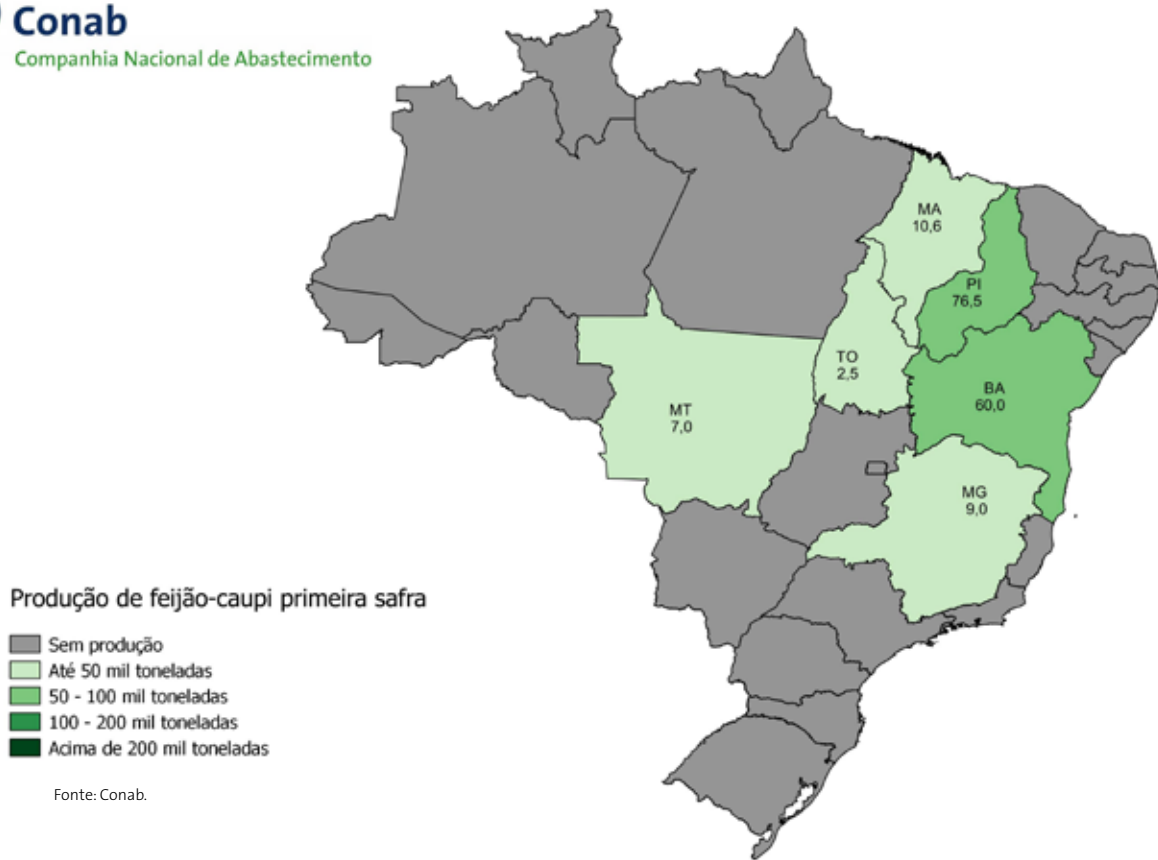 Conab
Companhia Nacional de Abastecimento
MA
10,6
PI
76,5
TO
2,5
BA
60,0
MT
7,0
MG
9,0
Produção de feijão-caupi primeira safra
Sem produção
Até 50 mil toneladas
50 - 100 mil toneladas
100 - 200 mil toneladas
Acima de 200 mil toneladas
Fonte: Conab.